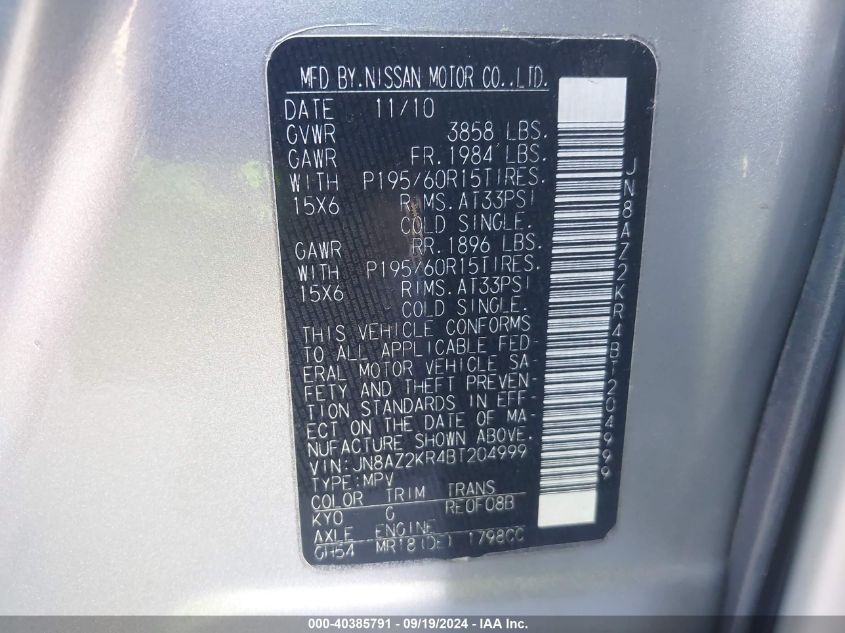 MFD BY.NISSAN MOTOR CO.,LTD.
DATE 11/10
GVWR 3858 LBS.
GAWR FR.1984 LBS.
WITH P195/60R15TIRES.
15X6 RIMS.AT33PSI
COLD SINGLE.
GAWR RR.1896 LBS.
WITH P195/60R15TIRES.
15X6 RIMS.AT33PSI
COLD SINGLE.
THIS VEHICLE CONFORMS
TO ALL APPLICABLE FED-
ERAL MOTOR VEHICLE SA-
FETY AND THEFT PREVEN-
TION STANDARDS IN EFF-
ECT ON THE DATE OF MA-
NUFACTURE SHOWN ABOVE.
VIN:JN8AZ2KR4BT204999
TYPE:MPV
COLOR TRIM TRANS
KY0 G RE0F08B
AXLE ENGINE
GH54 MR18(DE) 1798CC
JN8AZ2KR4BT204999
000-40385791 - 09/19/2024 - IAA Inc.